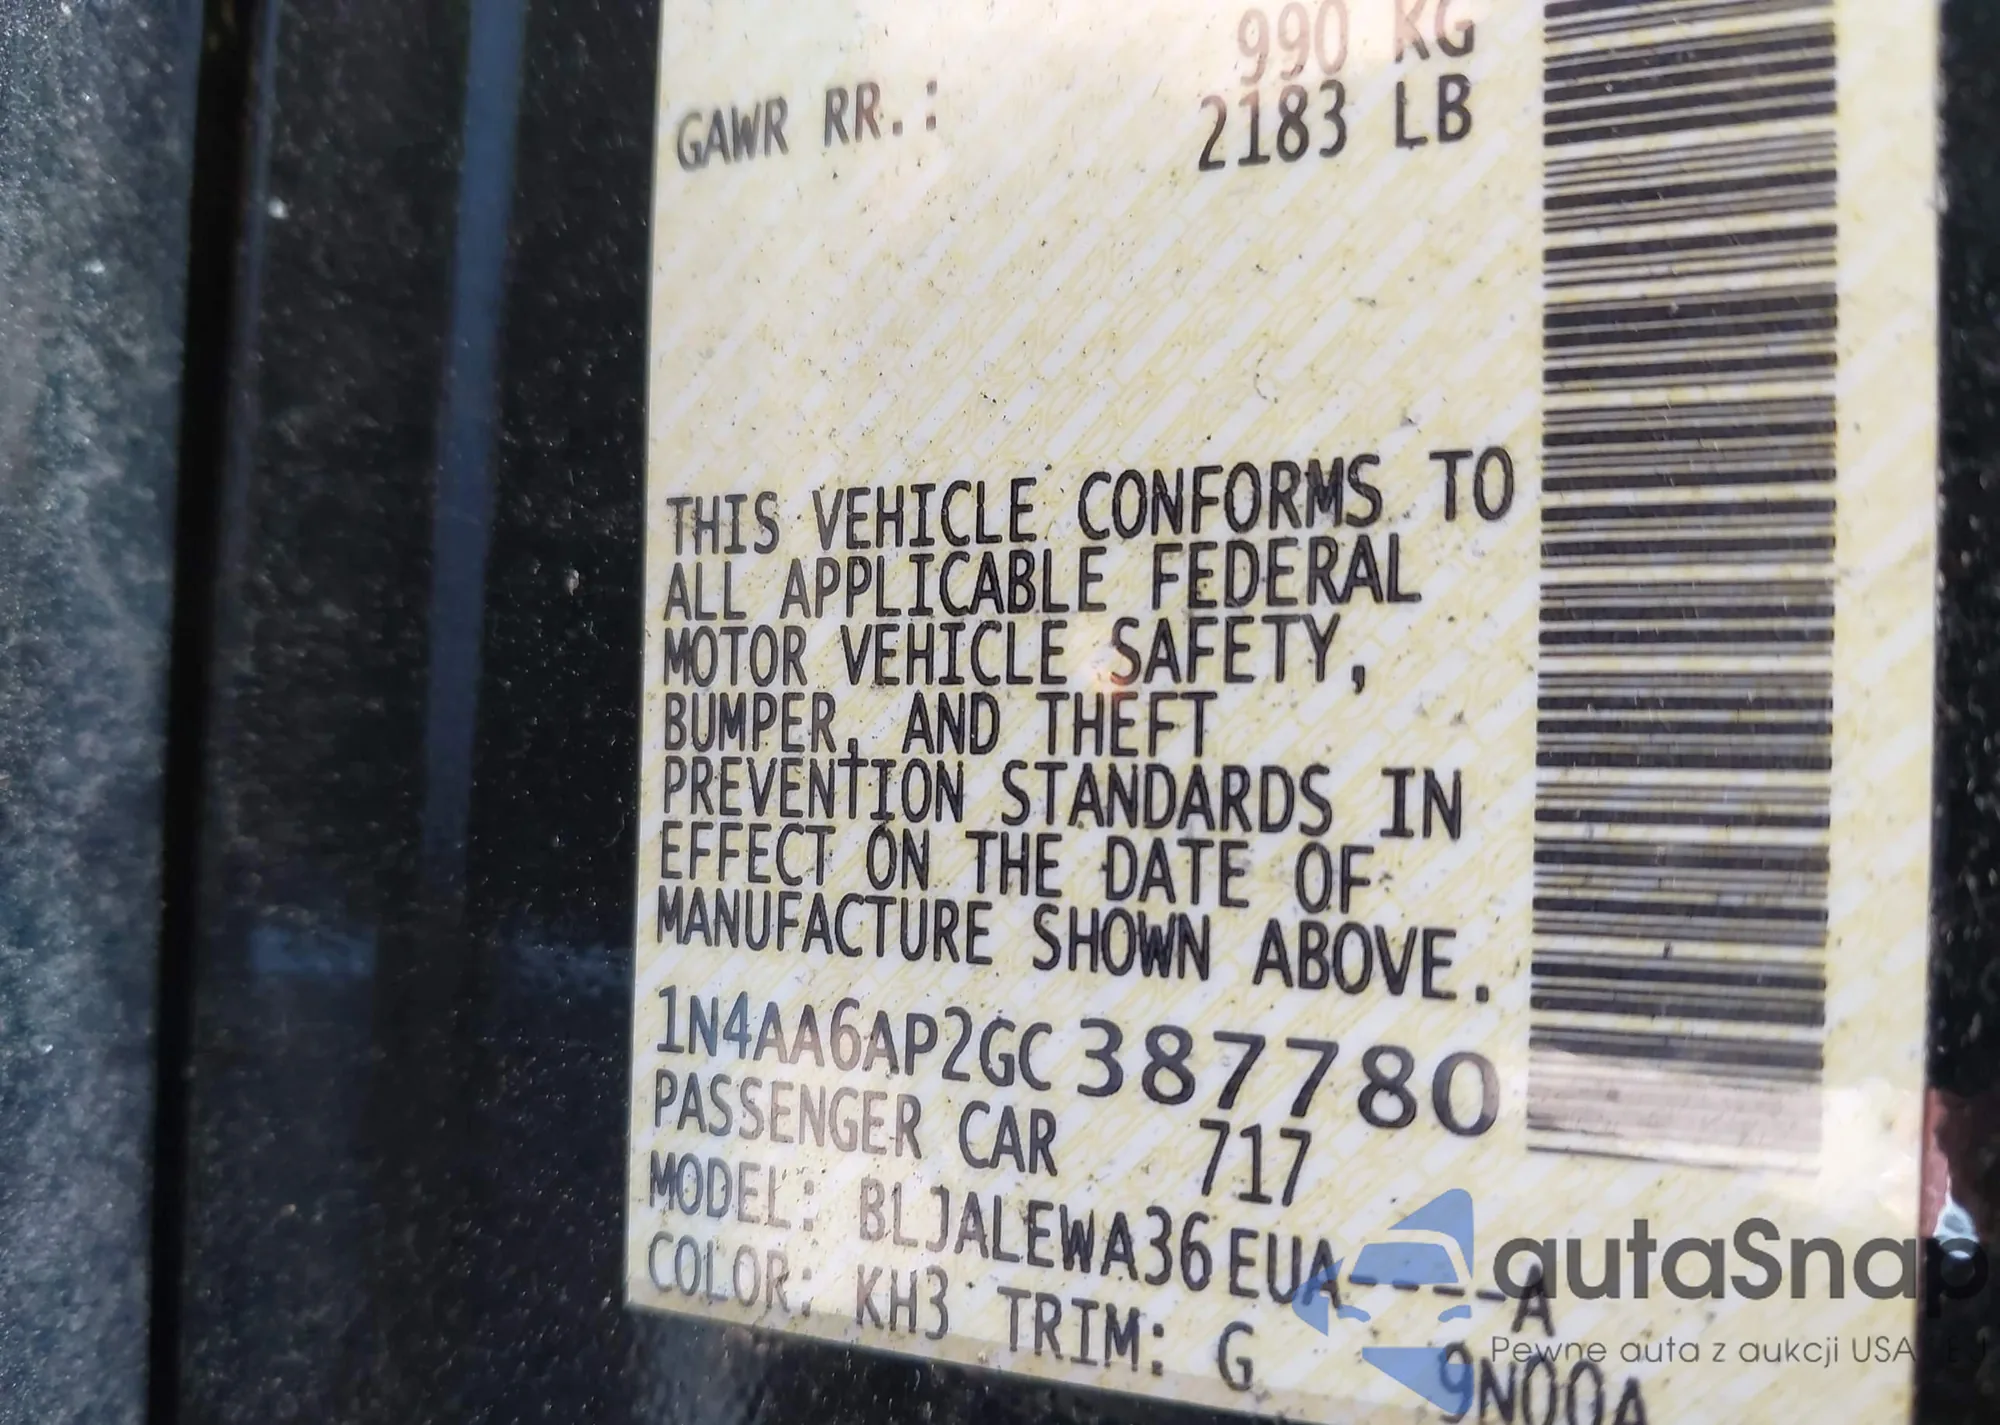 990 KG
GAWR RR.: 2183 LB
THIS VEHICLE CONFORMS TO
ALL APPLICABLE FEDERAL
MOTOR VEHICLE SAFETY,
BUMPER, AND THEFT
PREVENTION STANDARDS IN
EFFECT ON THE DATE OF
MANUFACTURE SHOWN ABOVE.
1N4AA6AP2GC387780
PASSENGER CAR 717
MODEL: BLJALEWA36EUA----A
COLOR: KH3 TRIM: G
9N00A
autaSnap
Pewne auta z aukcji USA